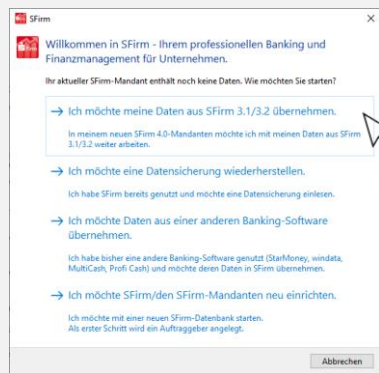 SFirm
Willkommen in SFirm - Ihrem professionellen Banking und
Finanzmanagement für Unternehmen.
Ihr aktueller SFirm-Mandant enthält noch keine Daten. Wie möchten Sie starten?
Ich möchte meine Daten aus SFirm 3.1/3.2 übernehmen.
In meinem neuen SFirm 4.0-Mandanten möchte ich mit meinen Daten aus SFirm
3.1/3.2 weiter arbeiten.
Ich möchte eine Datensicherung wiederherstellen.
Ich habe SFirm bereits genutzt und möchte eine Datensicherung einlesen.
Ich möchte Daten aus einer anderen Banking-Software
übernehmen.
Ich habe bisher eine andere Banking-Software genutzt (StarMoney, windata,
MultiCash, Profi Cash) und möchte deren Daten in SFirm übernehmen.
Ich möchte SFirm/den SFirm-Mandanten neu einrichten.
Ich möchte mit einer neuen SFirm-Datenbank starten.
Als erster Schritt wird ein Auftraggeber angelegt.
Abbrechen